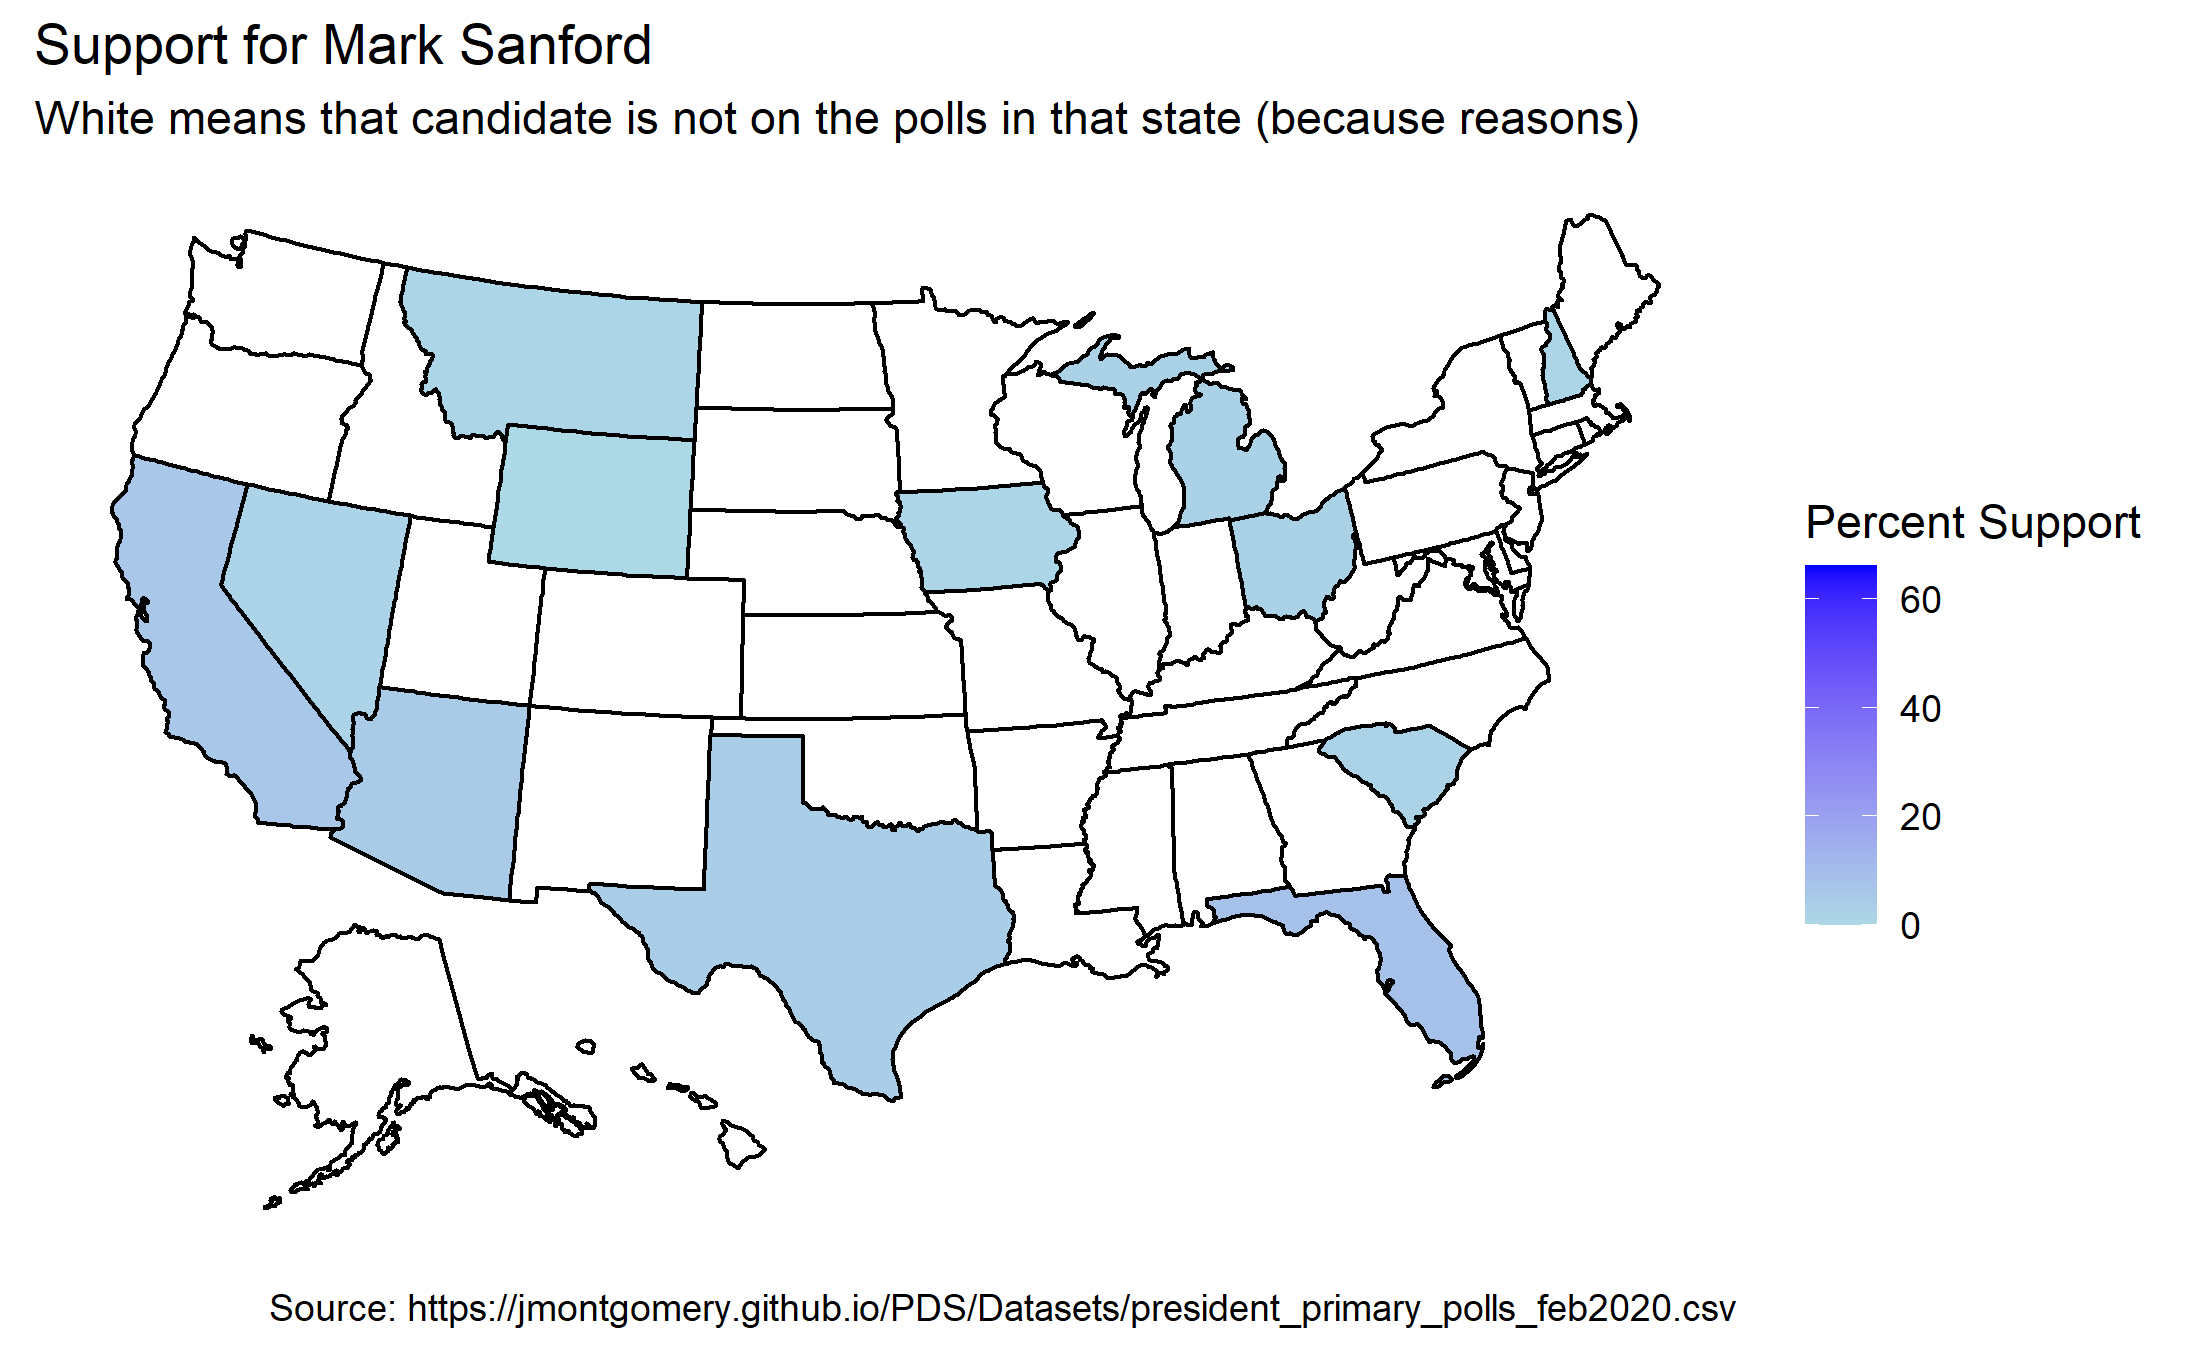 Support for Mark Sanford
White means that candidate is not on the polls in that state (because reasons)
Percent Support
60
40
20
0
Source: https://jmontgomery.github.io/PDS/Datasets/president_primary_polls_feb2020.csv